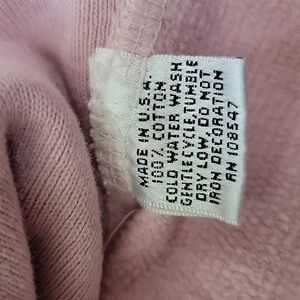 MADE IN U.S.A.
100% COTTON
COLD WATER WASH
GENTLE CYCLE,TUMBLE
DRY LOW, DO NOT
IRON DECORATION
RN 108547